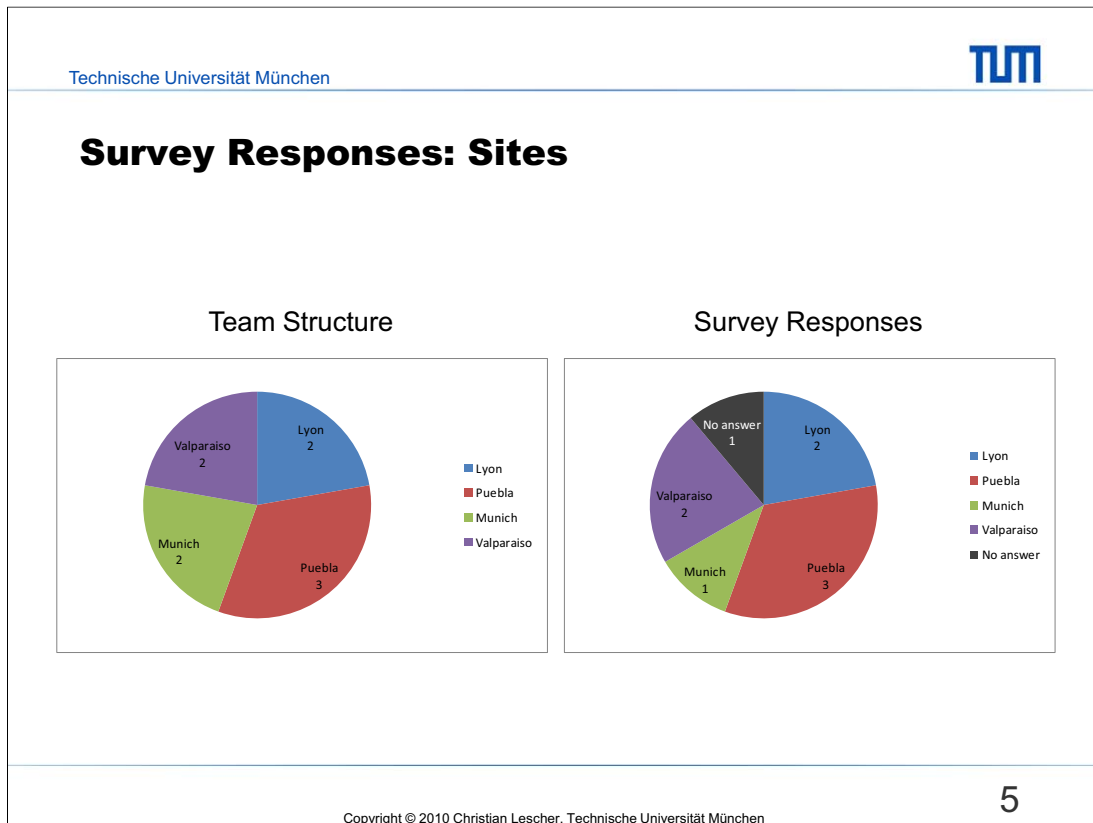 Technische Universität München
TUM
Survey Responses: Sites
Team Structure
Lyon
2
Puebla
3
Munich
2
Valparaiso
2
Lyon
Puebla
Munich
Valparaiso
Survey Responses
Lyon
2
Puebla
3
Munich
1
Valparaiso
2
No answer
1
Lyon
Puebla
Munich
Valparaiso
No answer
Copyright © 2010 Christian Lescher, Technische Universität München
5